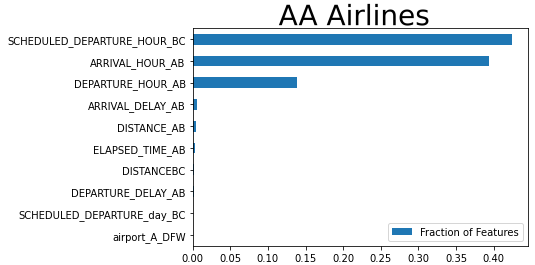 AA Airlines
SCHEDULED_DEPARTURE_HOUR_BC
ARRIVAL_HOUR_AB
DEPARTURE_HOUR_AB
ARRIVAL_DELAY_AB
DISTANCE_AB
ELAPSED_TIME_AB
DISTANCEBC
DEPARTURE_DELAY_AB
SCHEDULED_DEPARTURE_day_BC
airport_A_DFW
Fraction of Features
0.00 0.05 0.10 0.15 0.20 0.25 0.30 0.35 0.40